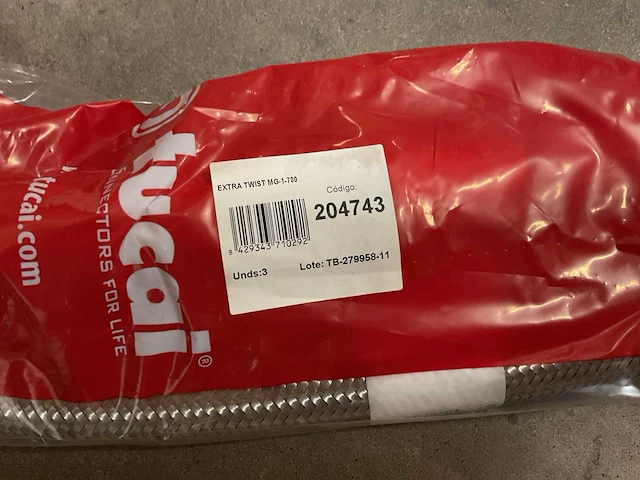 tucai®
CONNECTORS FOR LIFE
tucai.com
EXTRA TWIST MG-1-700
Código:
204743
8 429343 710292
Unds:3
Lote: TB-279958-11